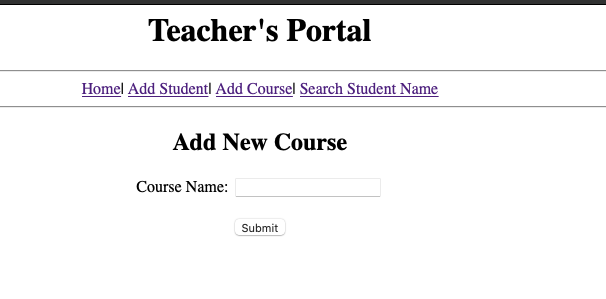 Teacher's Portal
Home| Add Student| Add Course| Search Student Name
Add New Course
Course Name:
Submit